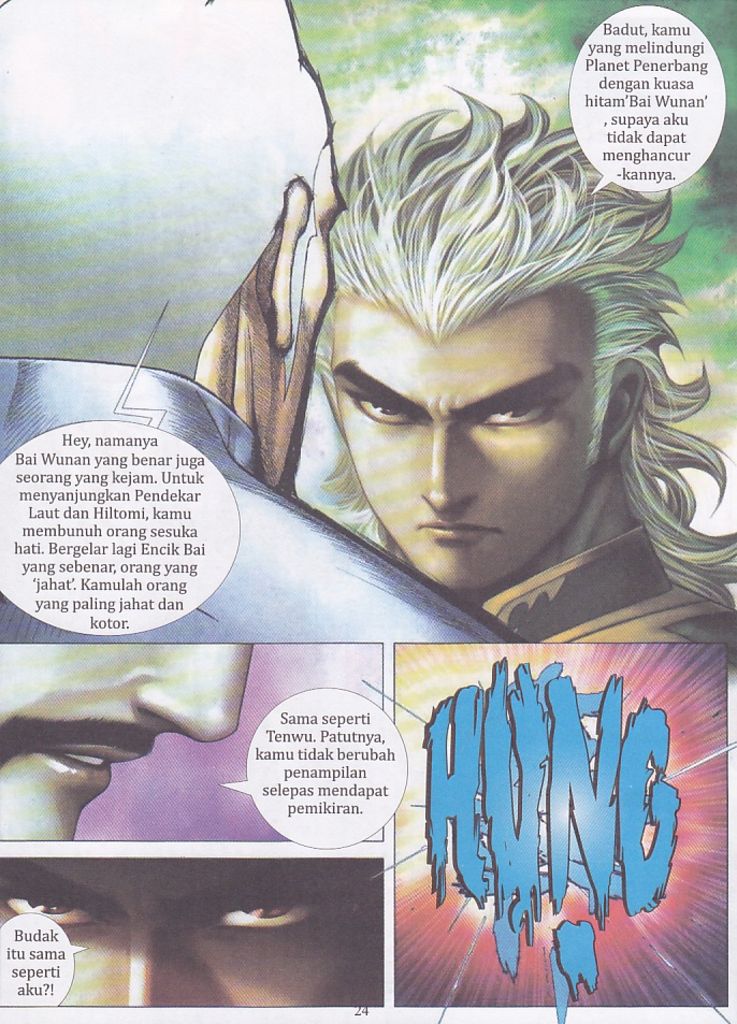 Badut, kamu
yang melindungi
Planet Penerbang
dengan kuasa
hitam'Bai Wunan'
, supaya aku
tidak dapat
menghancur
-kannya.
Hey, namanya
Bai Wunan yang benar juga
seorang yang kejam. Untuk
menyanjungkan Pendekar
Laut dan Hiltomi, kamu
membunuh orang sesuka
hati. Bergelar lagi Encik Bai
yang sebenar, orang yang
'jahat'. Kamulah orang
yang paling jahat dan
kotor.
Sama seperti
Tenwu. Patutnya,
kamu tidak berubah
penampilan
selepas mendapat
pemikiran.
HUNG!
Budak
itu sama
seperti
aku?!
24